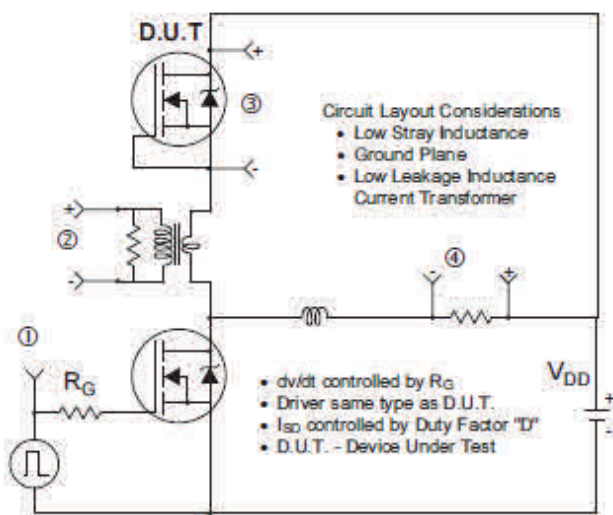 D.U.T
+
③
-
Circuit Layout Considerations
• Low Stray Inductance
• Ground Plane
• Low Leakage Inductance
Current Transformer
+
②
-
④
- +
①
RG
VDD
+
-
• dv/dt controlled by RG
• Driver same type as D.U.T.
• ISD controlled by Duty Factor "D"
• D.U.T. - Device Under Test